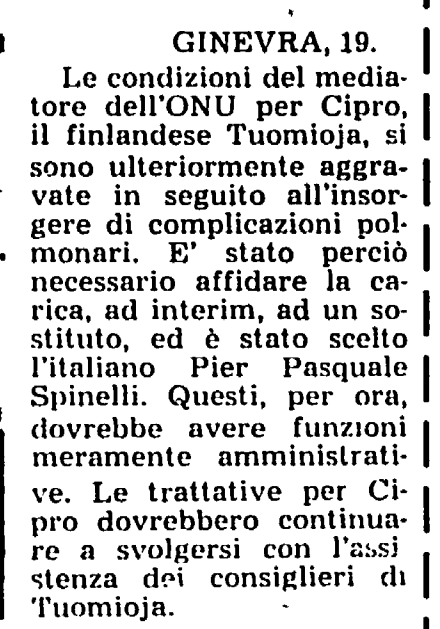 GINEVRA, 19.
Le condizioni del media-
tore dell'ONU per Cipro,
il finlandese Tuomioja, si
sono ulteriormente aggra-
vate in seguito all'insor-
gere di complicazioni pol-
monari. E' stato perciò
necessario affidare la ca-
rica, ad interim, ad un so-
stituto, ed è stato scelto
l'italiano Pier Pasquale
Spinelli. Questi, per ora,
dovrebbe avere funzioni
meramente amministrati-
ve. Le trattative per Ci-
pro dovrebbero continua-
re a svolgersi con l'assi
stenza dei consiglieri di
Tuomioja.